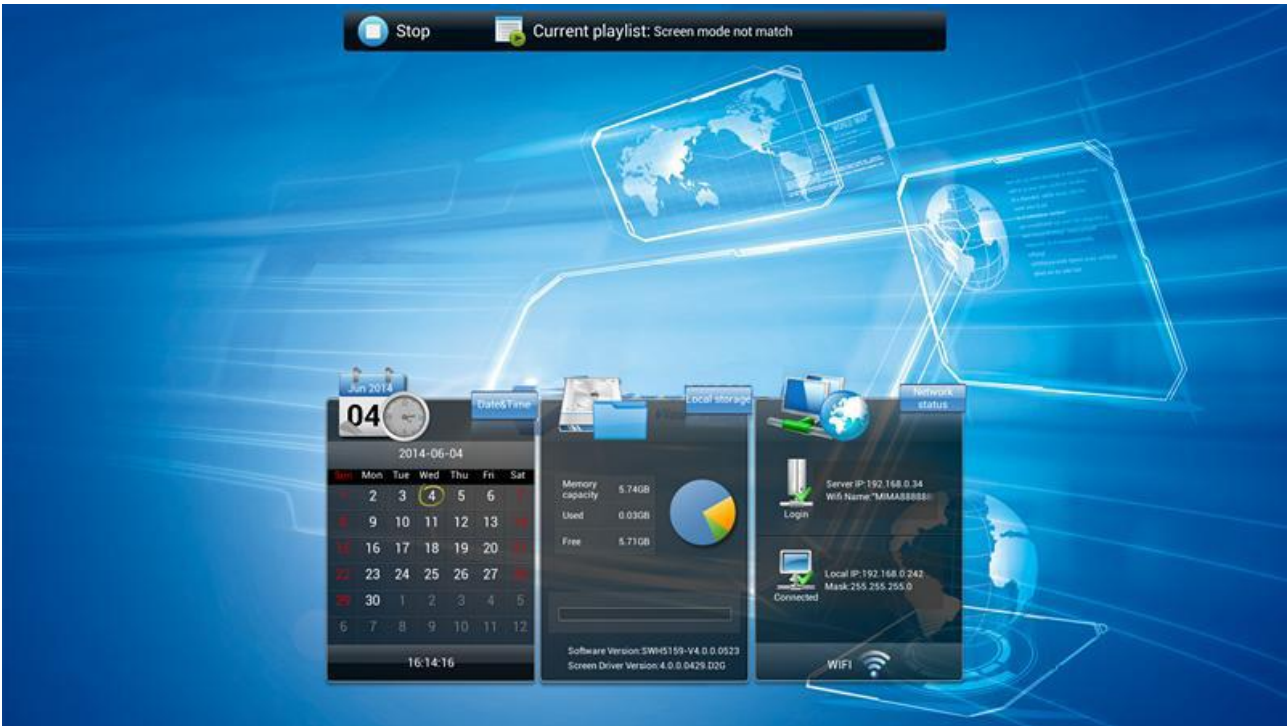 Stop
Current playlist: Screen mode not match
Jun 2014
04
Date&Time
Local storage
Network
status
2014-06-04
Sun Mon Tue Wed Thu Fri Sat
1 2 3 4 5 6 7
8 9 10 11 12 13 14
15 16 17 18 19 20 21
22 23 24 25 26 27 28
29 30 1 2 3 4 5
6 7 8 9 10 11 12
16:14:16
Memory
capacity 5.74GB
Used 0.03GB
Free 5.71GB
Software Version:SWH5159-V4.0.0.0523
Screen Driver Version:4.0.0.0429.D2G
Server IP:192.168.0.34
Wifi Name:"MIMA88888
Login
Local IP:192.168.0.242
Mask:255.255.255.0
Connected
WIFI
WORLD MAP